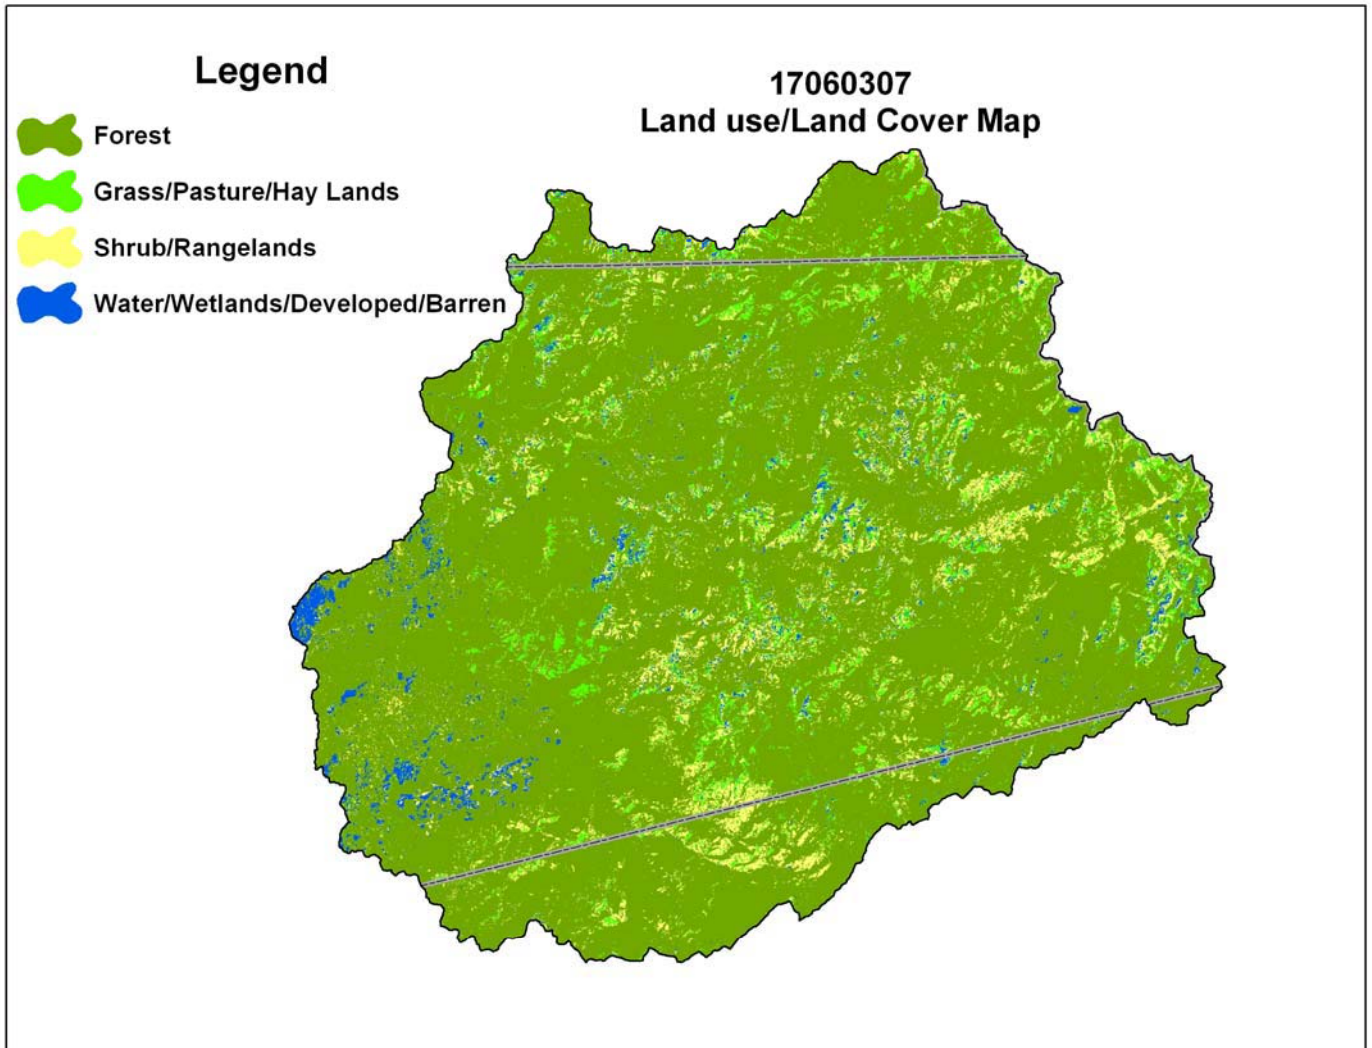 Legend
Forest
Grass/Pasture/Hay Lands
Shrub/Rangelands
Water/Wetlands/Developed/Barren
17060307
Land use/Land Cover Map